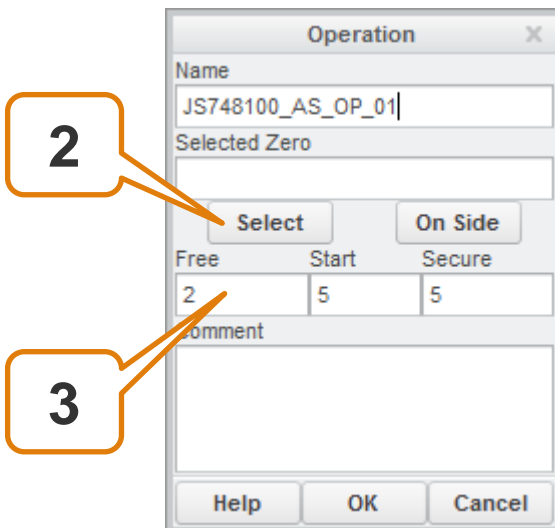 Operation
Name
JS748100_AS_OP_01
Selected Zero
2
Select On Side
Free Start Secure
2 5 5
Comment
3
Help OK Cancel